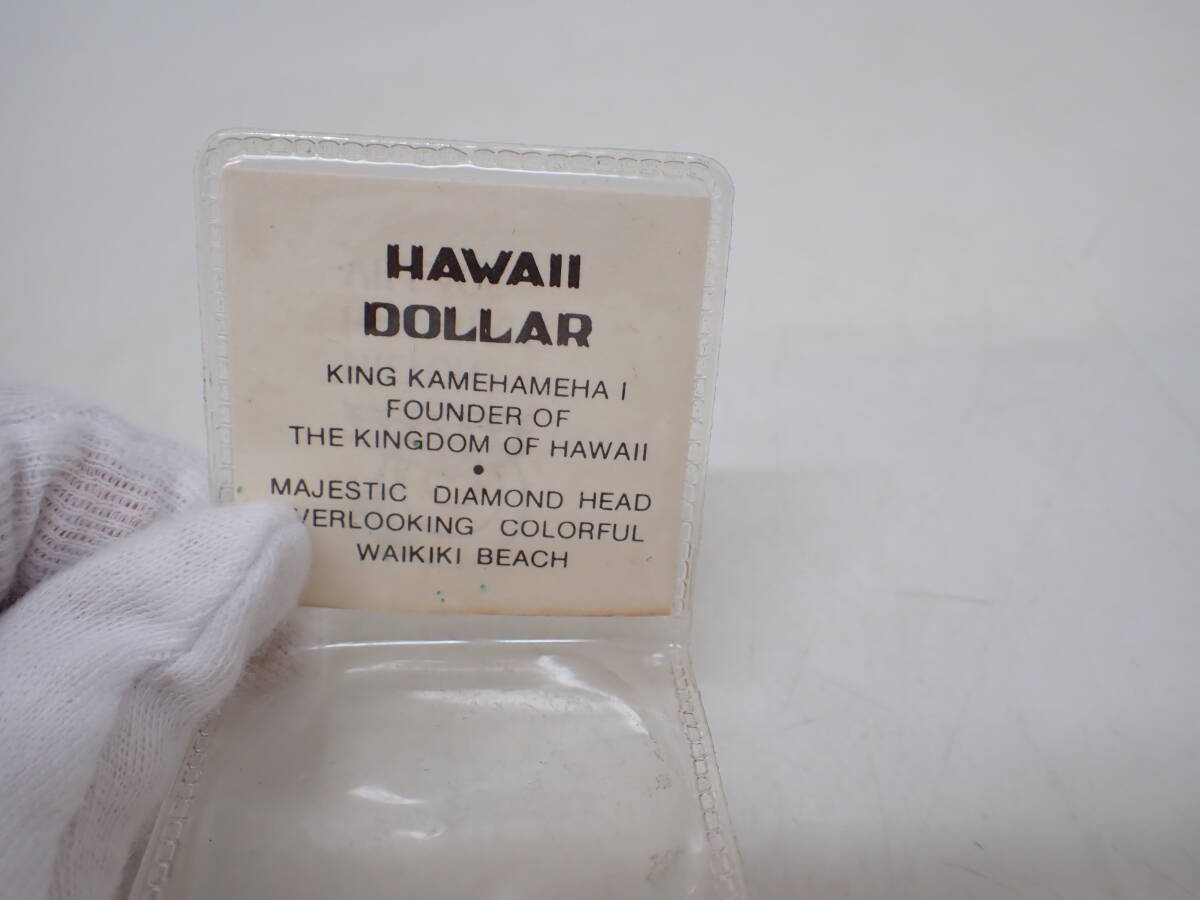 HAWAII
DOLLAR
KING KAMEHAMEHA I
FOUNDER OF
THE KINGDOM OF HAWAII
•
MAJESTIC DIAMOND HEAD
VERLOOKING COLORFUL
WAIKIKI BEACH